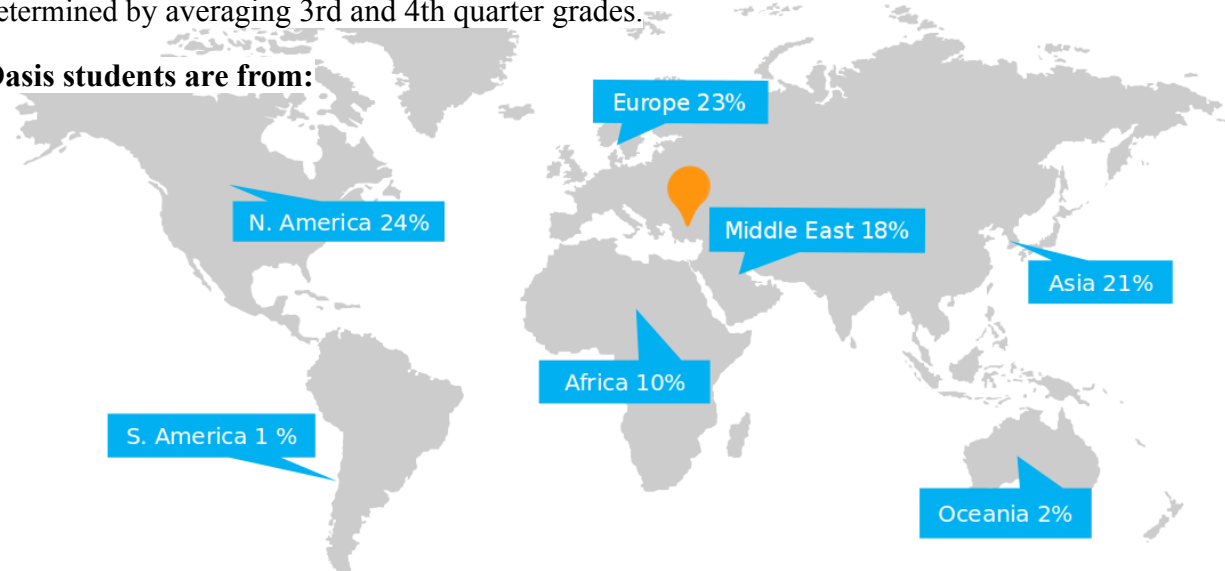 etermined by averaging 3rd and 4th quarter grades.
Oasis students are from:
Europe 23%
N. America 24%
Middle East 18%
Asia 21%
Africa 10%
S. America 1 %
Oceania 2%